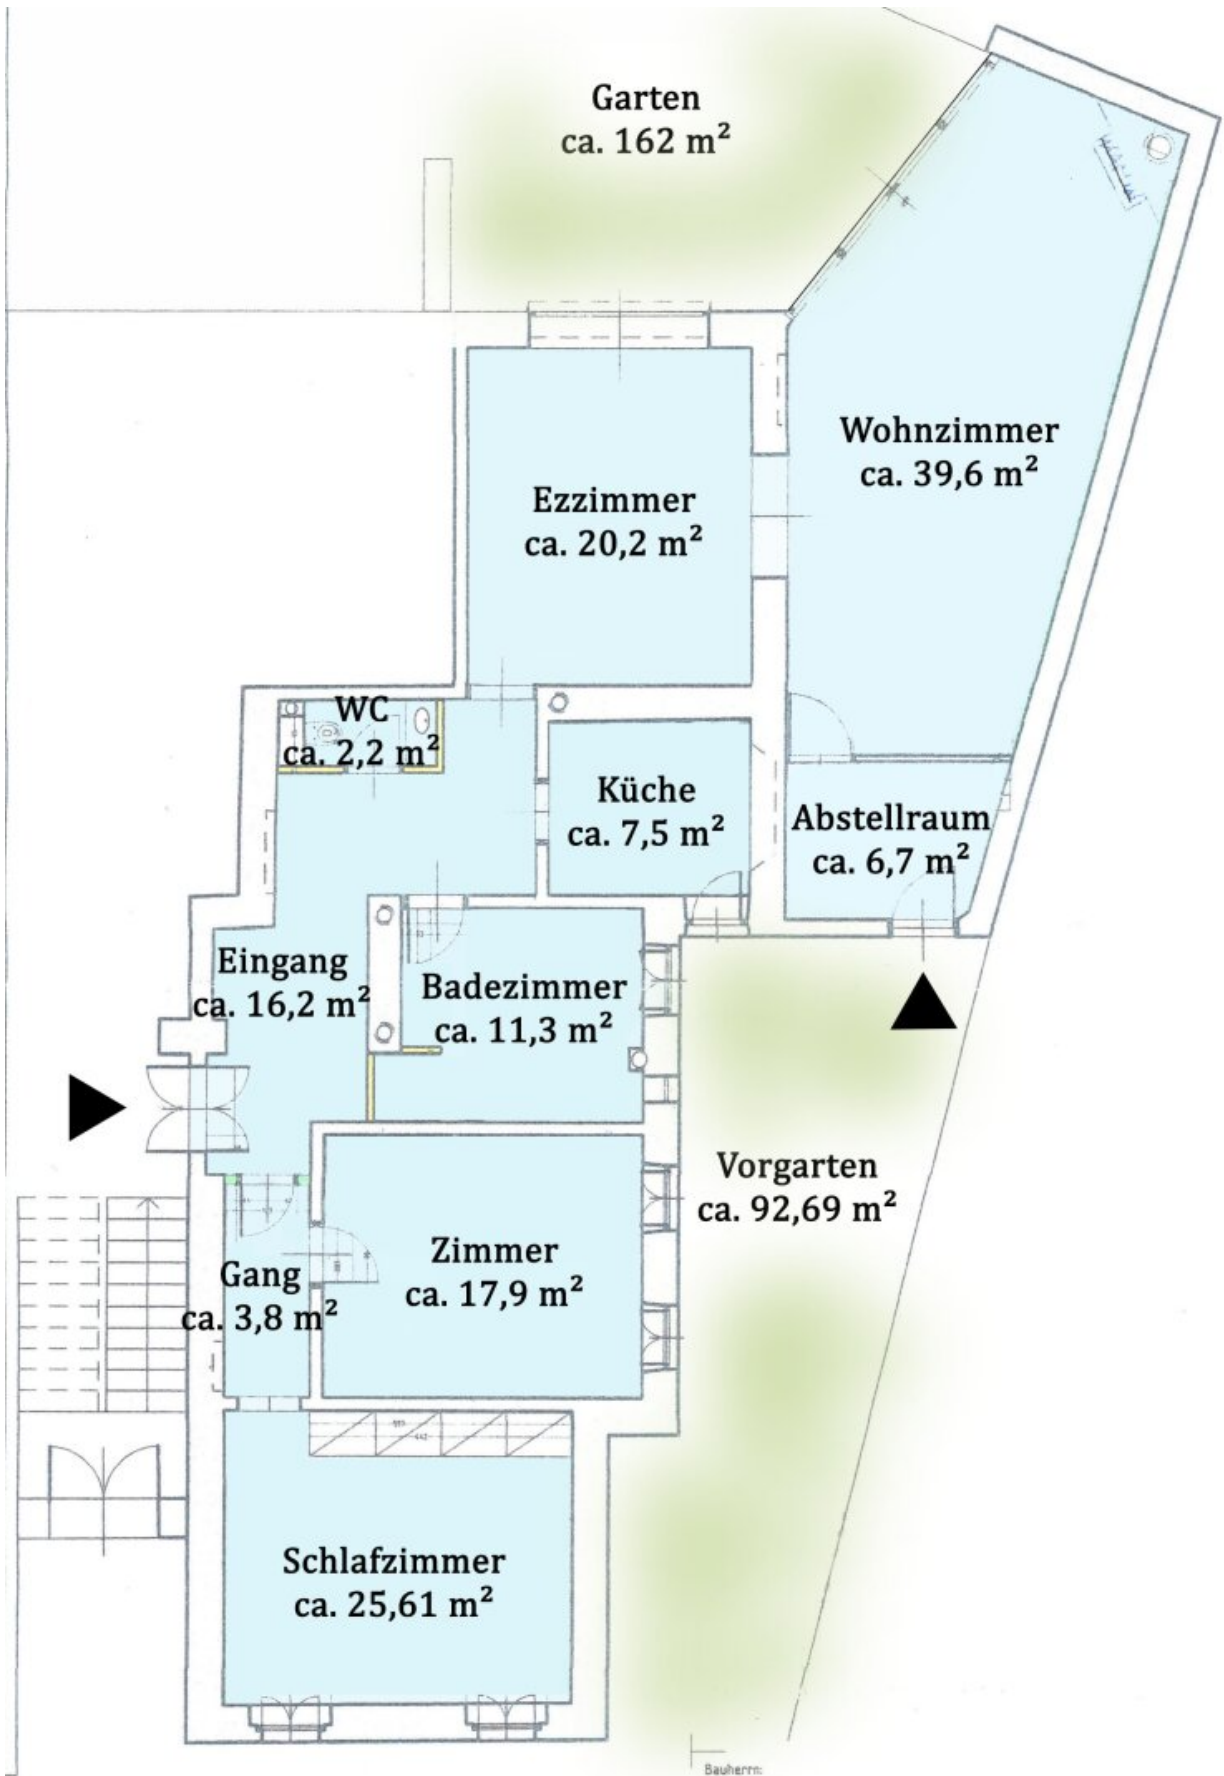 Garten
ca. 162 m²
Wohnzimmer
ca. 39,6 m²
Ezzimmer
ca. 20,2 m²
WC
ca. 2,2 m²
Küche
ca. 7,5 m²
Abstellraum
ca. 6,7 m²
Eingang
ca. 16,2 m²
Badezimmer
ca. 11,3 m²
Vorgarten
ca. 92,69 m²
Zimmer
ca. 17,9 m²
Gang
ca. 3,8 m²
Schlafzimmer
ca. 25,61 m²
Bauherrn: